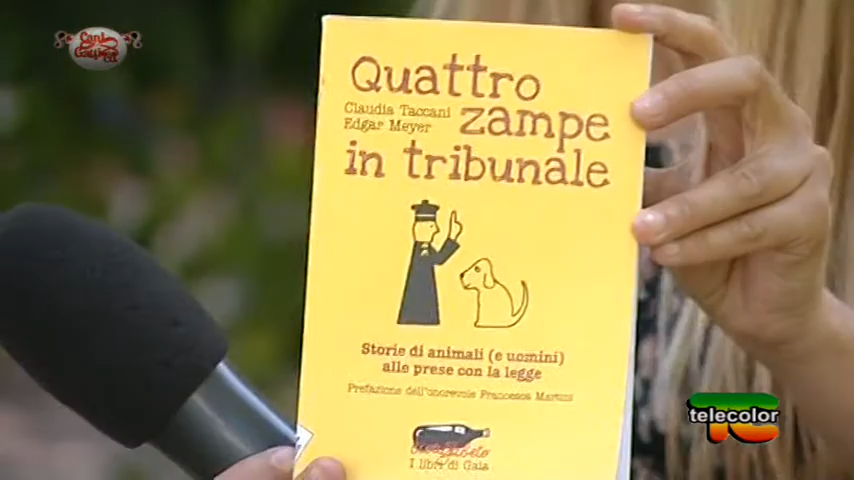 Quattro
Claudia Taccani
Edgar Meyer
zampe
in tribunale
Storie di animali (e uomini)
alle prese con la legge
Prefazione dell'onorevole Francesca Martini
I libri di Gaia
telecolor